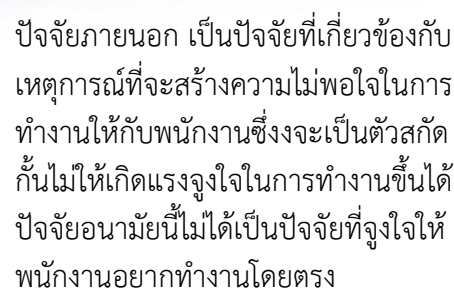 ปัจจัยภายนอก เป็นปัจจัยที่เกี่ยวข้องกับ
เหตุการณ์ที่จะสร้างความไม่พอใจในการ
ทำงานให้กับพนักงานซึ่งงจะเป็นตัวสกัด
กั้นไม่ให้เกิดแรงจูงใจในการทำงานขึ้นได้
ปัจจัยอนามัยนี้ไม่ได้เป็นปัจจัยที่จูงใจให้
พนักงานอยากทำงานโดยตรง